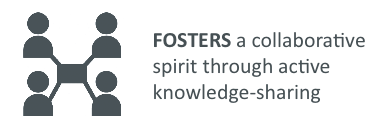 FOSTERS a collaborative
spirit through active
knowledge-sharing